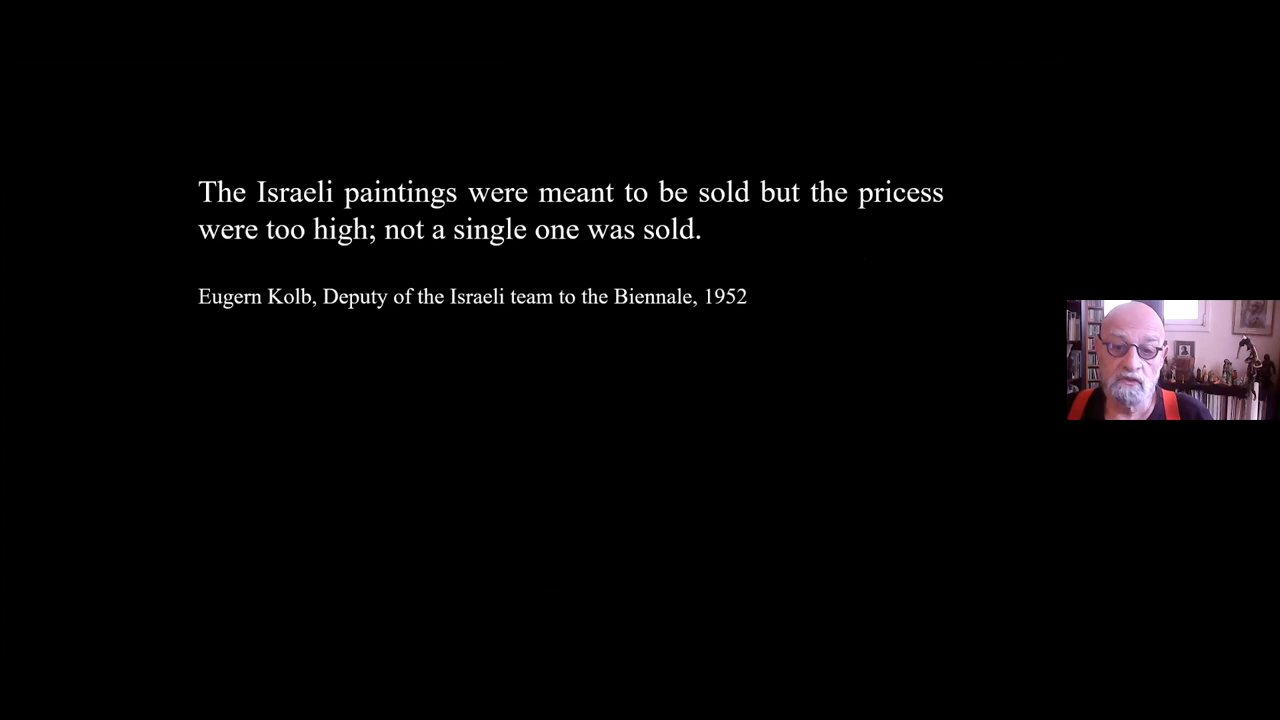 The Israeli paintings were meant to be sold but the pricess
were too high; not a single one was sold.
Eugern Kolb, Deputy of the Israeli team to the Biennale, 1952